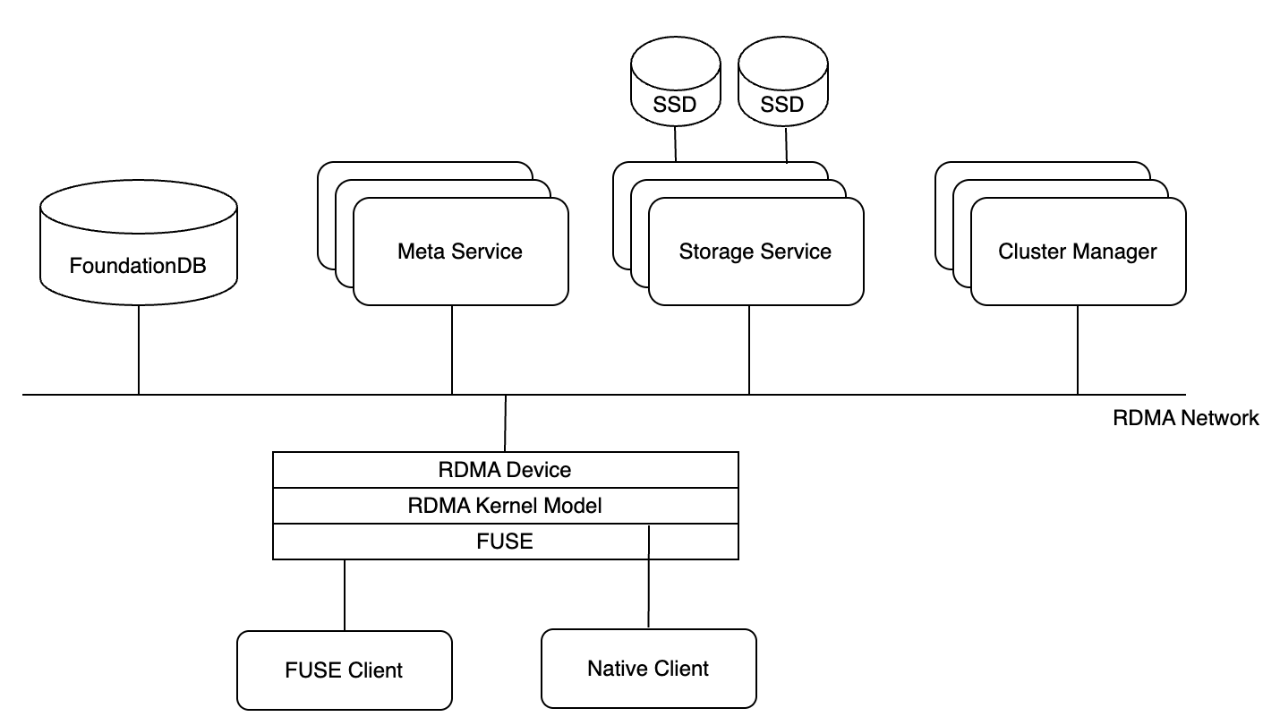 SSD
SSD
FoundationDB
Meta Service
Storage Service
Cluster Manager
RDMA Network
RDMA Device
RDMA Kernel Model
FUSE
FUSE Client
Native Client